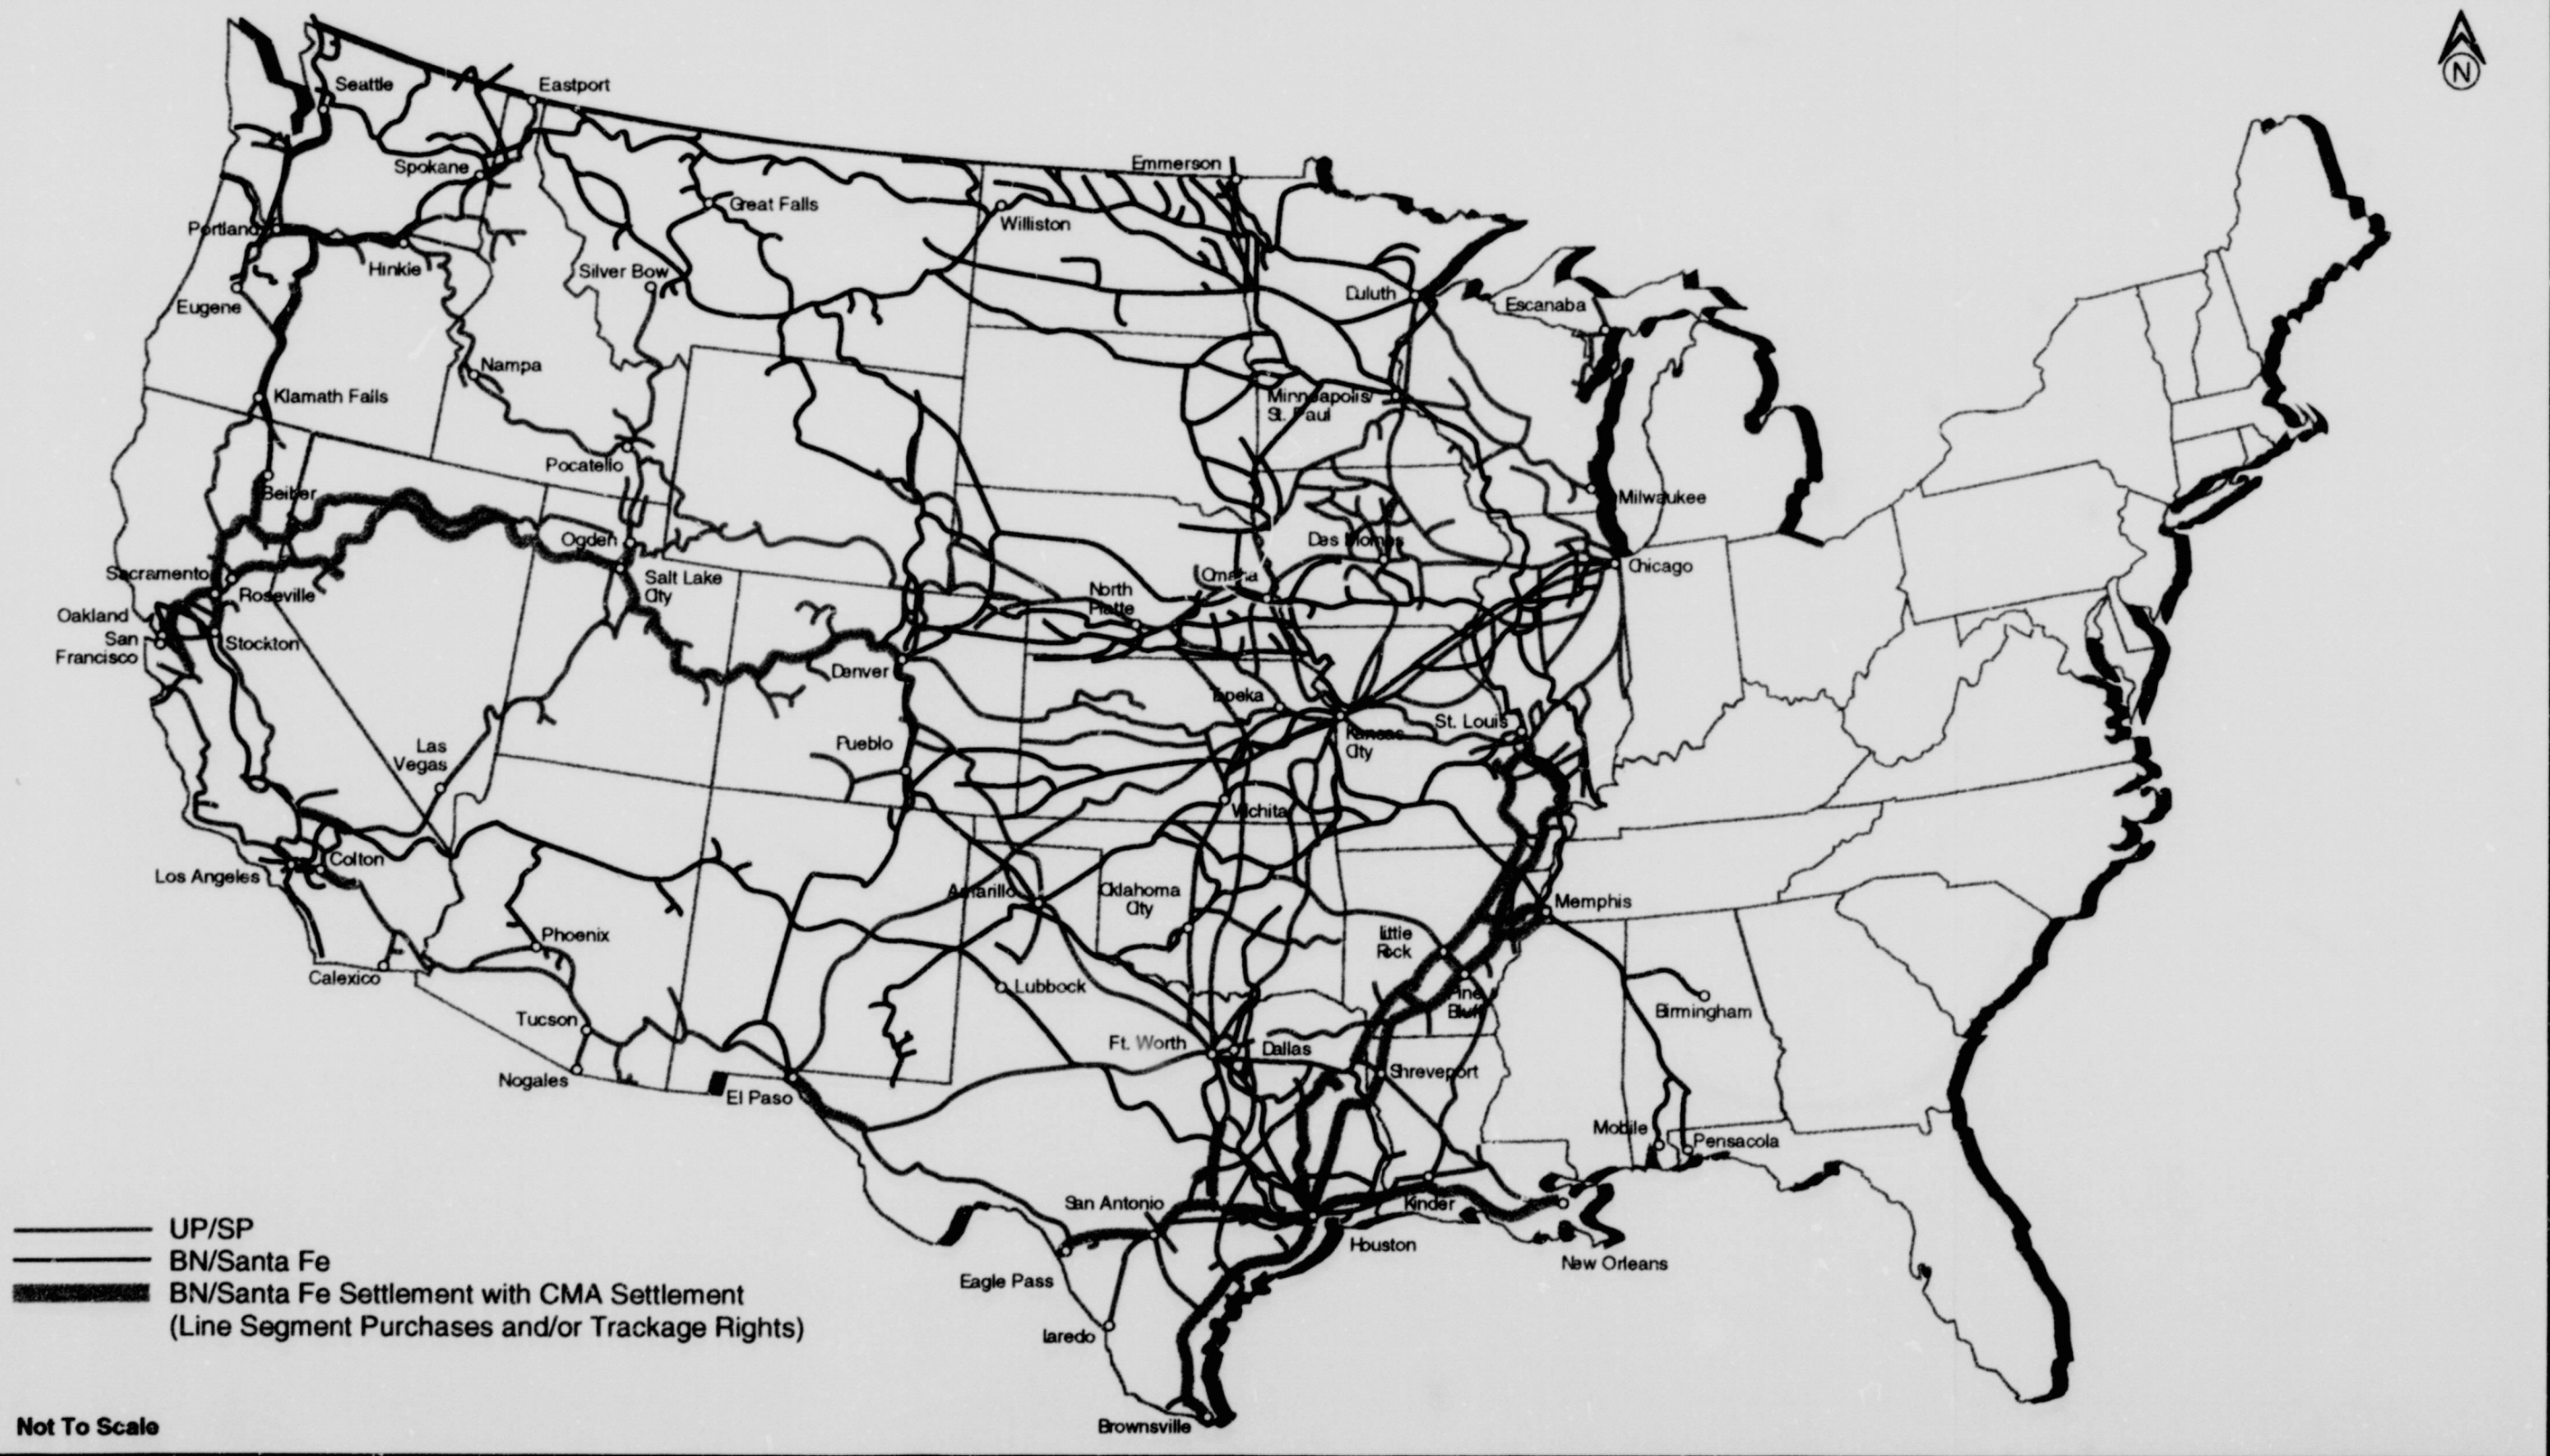 N
Seattle
Eastport
Spokane
Emmerson
Great Falls
Williston
Portland
Hinkie
Silver Bow
Eugene
Duluth
Escanaba
Nampa
Klamath Falls
Minneapolis/
St. Paul
Pocatello
Beiber
Milwaukee
Ogden
Des Moines
Sacramento
Salt Lake
City
Chicago
Omaha
North
Platte
Roseville
Oakland
San
Francisco
Stockton
Denver
Topeka
St. Louis
Kansas
City
Las
Vegas
Pueblo
Wichita
Colton
Los Angeles
Amarillo
Oklahoma
City
Memphis
Little
Rock
Phoenix
Calexico
Lubbock
Pine
Bluff
Birmingham
Tucson
Ft. Worth
Dallas
Nogales
El Paso
Shreveport
Mobile
Pensacola
San Antonio
Kinder
Houston
New Orleans
Eagle Pass
Laredo
Brownsville
UP/SP
BN/Santa Fe
BN/Santa Fe Settlement with CMA Settlement
(Line Segment Purchases and/or Trackage Rights)
Not To Scale